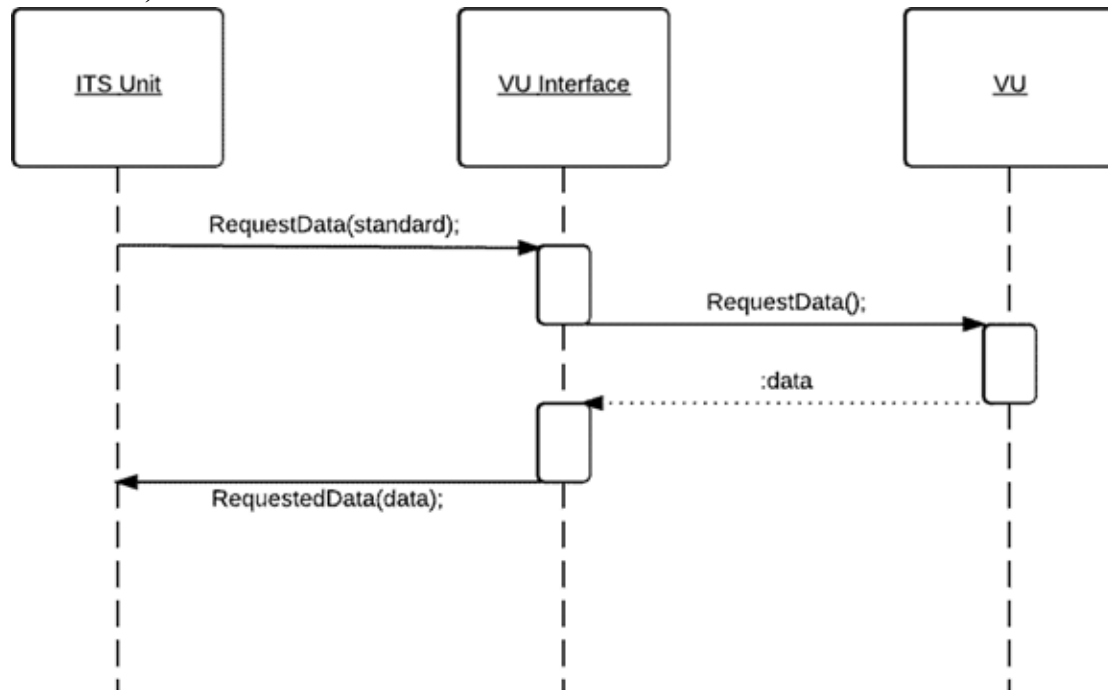 ITS Unit
VU Interface
VU
RequestData(standard);
RequestData();
:data
RequestedData(data);